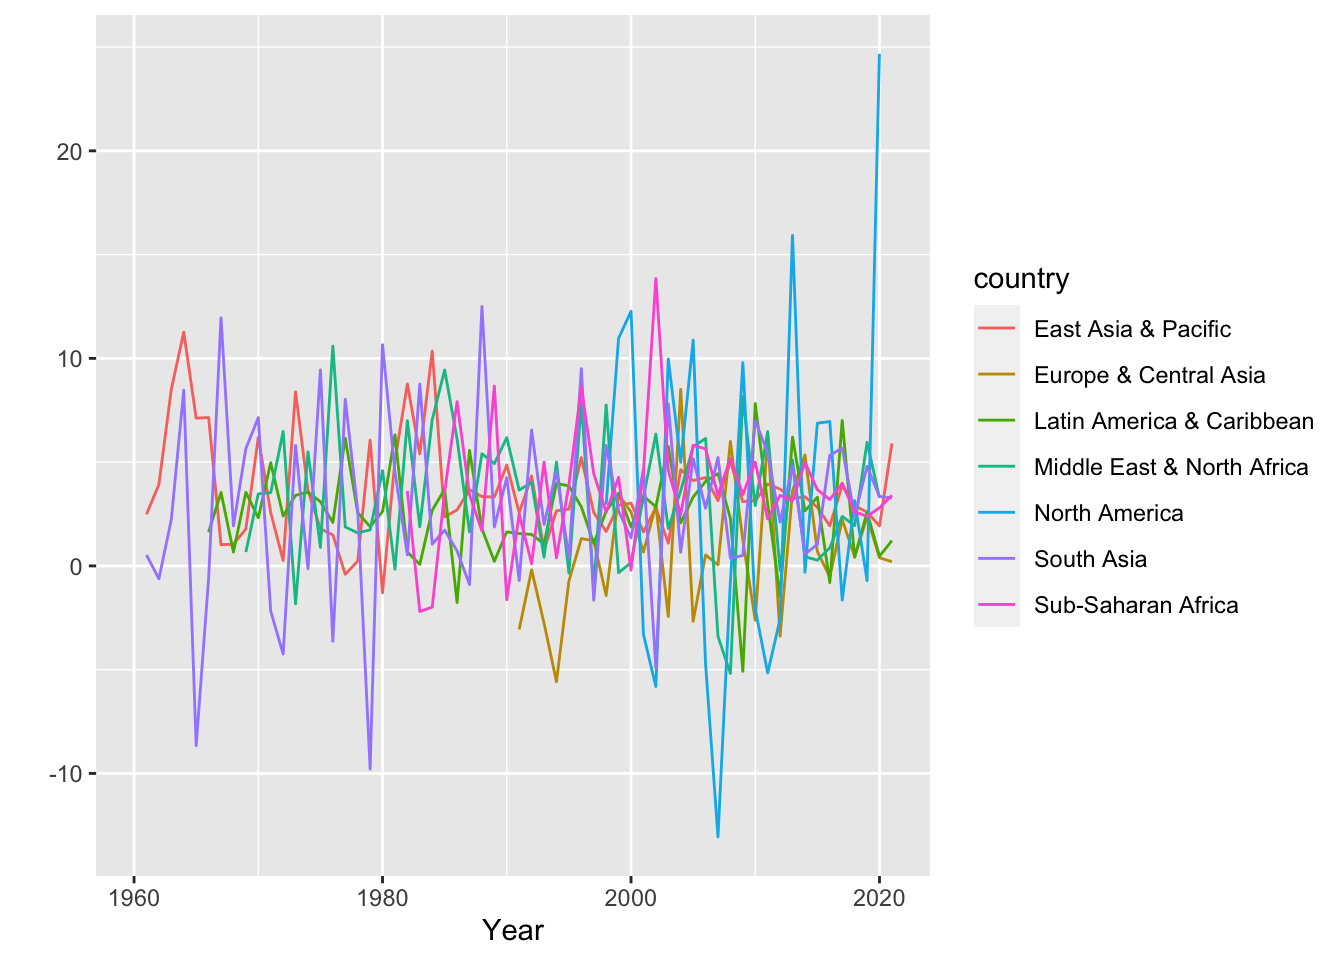 20
10
0
-10
1960 1980 2000 2020
Year
country
East Asia & Pacific
Europe & Central Asia
Latin America & Caribbean
Middle East & North Africa
North America
South Asia
Sub-Saharan Africa